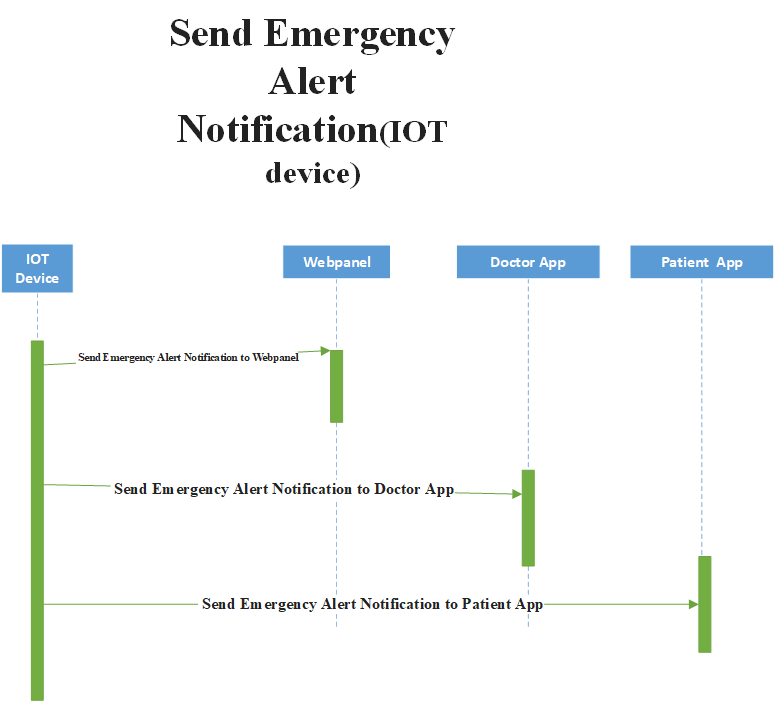 Send Emergency
Alert
Notification(IOT
device)
IOT
Device
Webpanel
Doctor App
Patient App
Send Emergency Alert Notification to Webpanel
Send Emergency Alert Notification to Doctor App
Send Emergency Alert Notification to Patient App